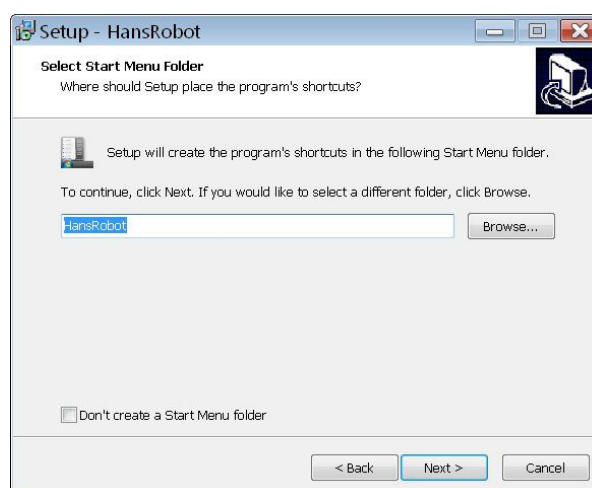 Setup - HansRobot
Select Start Menu Folder
Where should Setup place the program's shortcuts?
Setup will create the program's shortcuts in the following Start Menu folder.
To continue, click Next. If you would like to select a different folder, click Browse.
HansRobot
Browse...
Don't create a Start Menu folder
< Back
Next >
Cancel